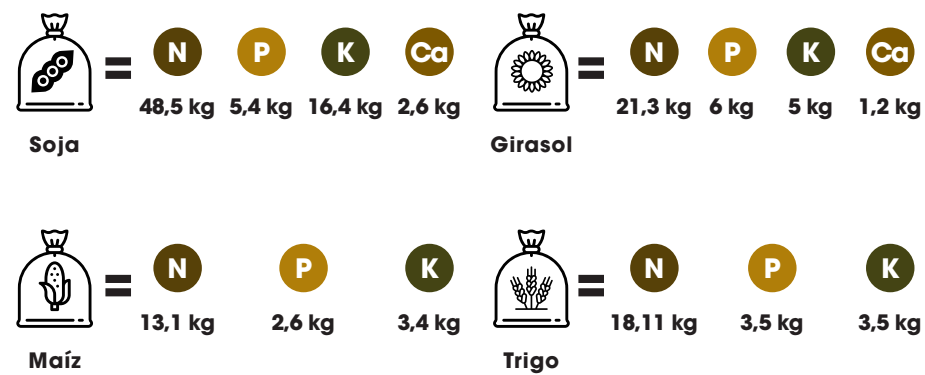 = N P K Ca
48,5 kg 5,4 kg 16,4 kg 2,6 kg
Soja
= N P K Ca
21,3 kg 6 kg 5 kg 1,2 kg
Girasol
= N P K
13,1 kg 2,6 kg 3,4 kg
Maíz
= N P K
18,11 kg 3,5 kg 3,5 kg
Trigo